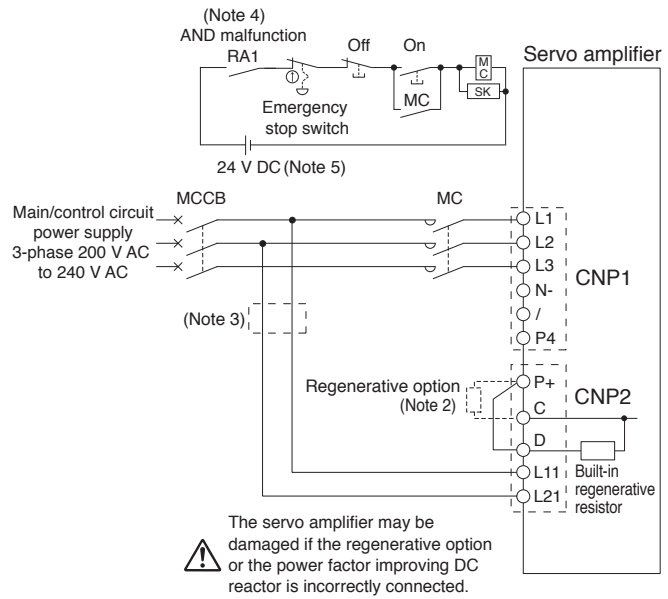 (Note 4)
AND malfunction
RA1
Off
On
Servo amplifier
M
C
SK
MC
Emergency
stop switch
24 V DC (Note 5)
MCCB
MC
Main/control circuit
power supply
3-phase 200 V AC
to 240 V AC
L1
L2
L3
N-
/
P4
CNP1
(Note 3)
Regenerative option
(Note 2)
P+
C
D
L11
L21
CNP2
Built-in
regenerative
resistor
The servo amplifier may be
damaged if the regenerative option
or the power factor improving DC
reactor is incorrectly connected.